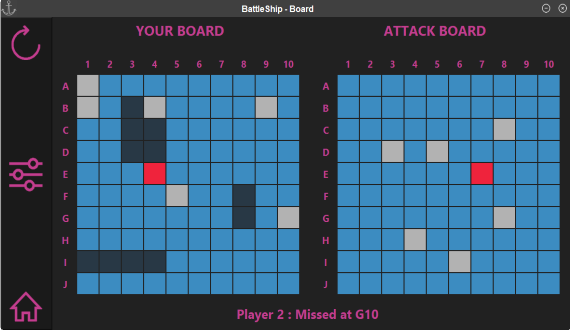 BattleShip - Board
YOUR BOARD
1 2 3 4 5 6 7 8 9 10
A
B
C
D
E
F
G
H
I
J
ATTACK BOARD
1 2 3 4 5 6 7 8 9 10
A
B
C
D
E
F
G
H
I
J
Player 2 : Missed at G10